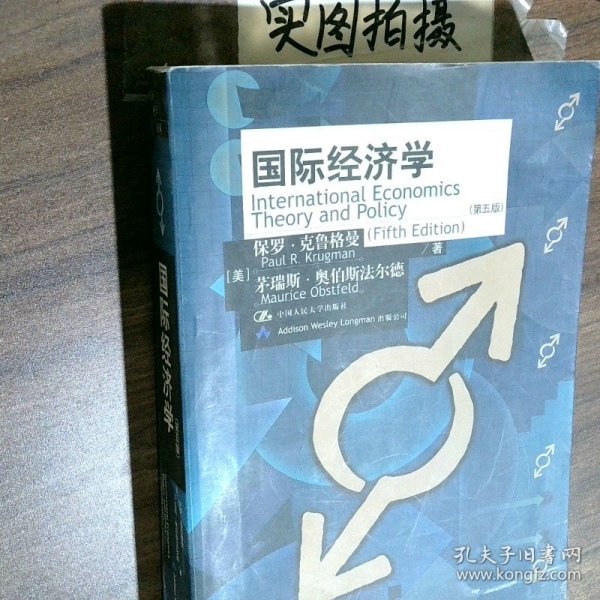 实图拍摄
国际经济学
International Economics
Theory and Policy
(第五版)
(Fifth Edition)
保罗·克鲁格曼
Paul R. Krugman
[美]
/著
茅瑞斯·奥伯斯法尔德
Maurice Obstfeld
中国人民大学出版社
Addison Wesley Longman 出版公司
国际经济学
孔夫子旧书网
www.kongfz.com